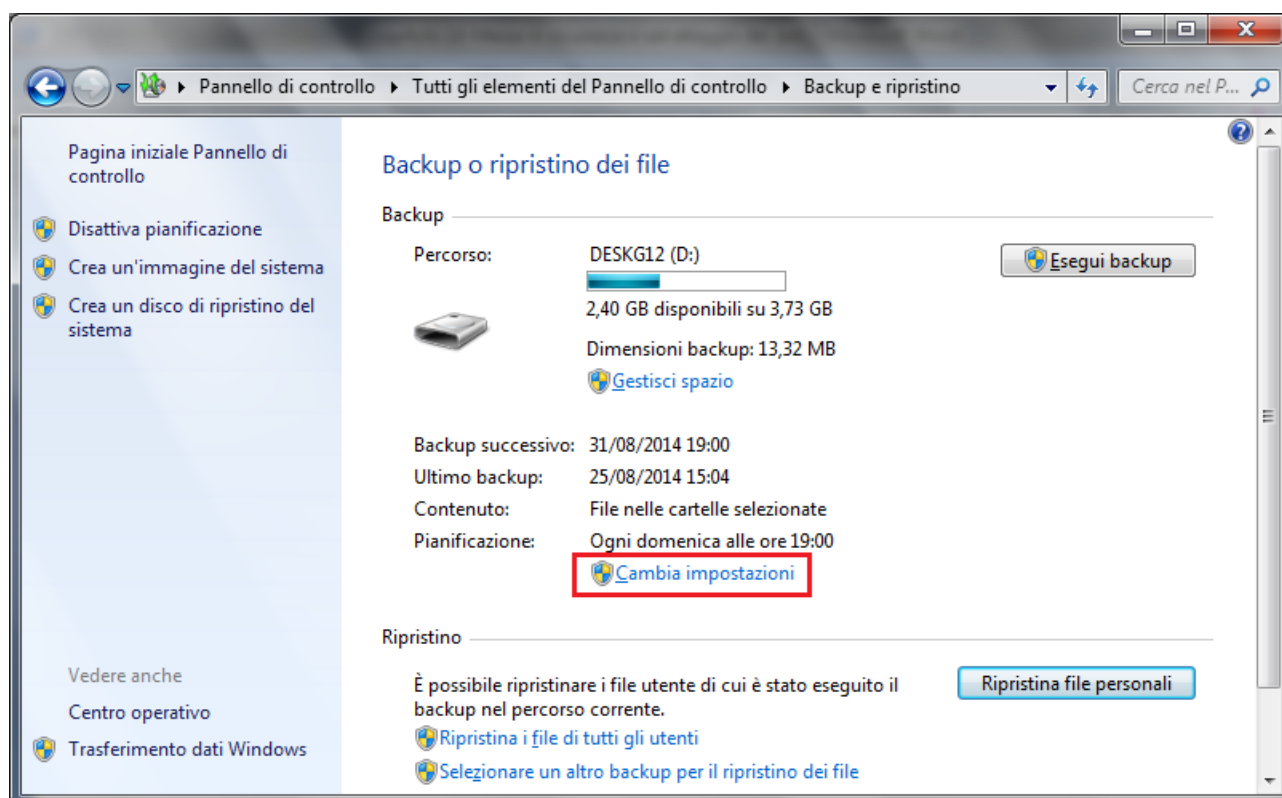 Pannello di controllo ▸ Tutti gli elementi del Pannello di controllo ▸ Backup e ripristino
Cerca nel P...
Pagina iniziale Pannello di
controllo
Disattiva pianificazione
Crea un'immagine del sistema
Crea un disco di ripristino del
sistema
Vedere anche
Centro operativo
Trasferimento dati Windows
Backup o ripristino dei file
Backup
Percorso: DESKG12 (D:)
Esegui backup
2,40 GB disponibili su 3,73 GB
Dimensioni backup: 13,32 MB
Gestisci spazio
Backup successivo: 31/08/2014 19:00
Ultimo backup: 25/08/2014 15:04
Contenuto: File nelle cartelle selezionate
Pianificazione: Ogni domenica alle ore 19:00
Cambia impostazioni
Ripristino
È possibile ripristinare i file utente di cui è stato eseguito il
backup nel percorso corrente.
Ripristina file personali
Ripristina i file di tutti gli utenti
Selezionare un altro backup per il ripristino dei file